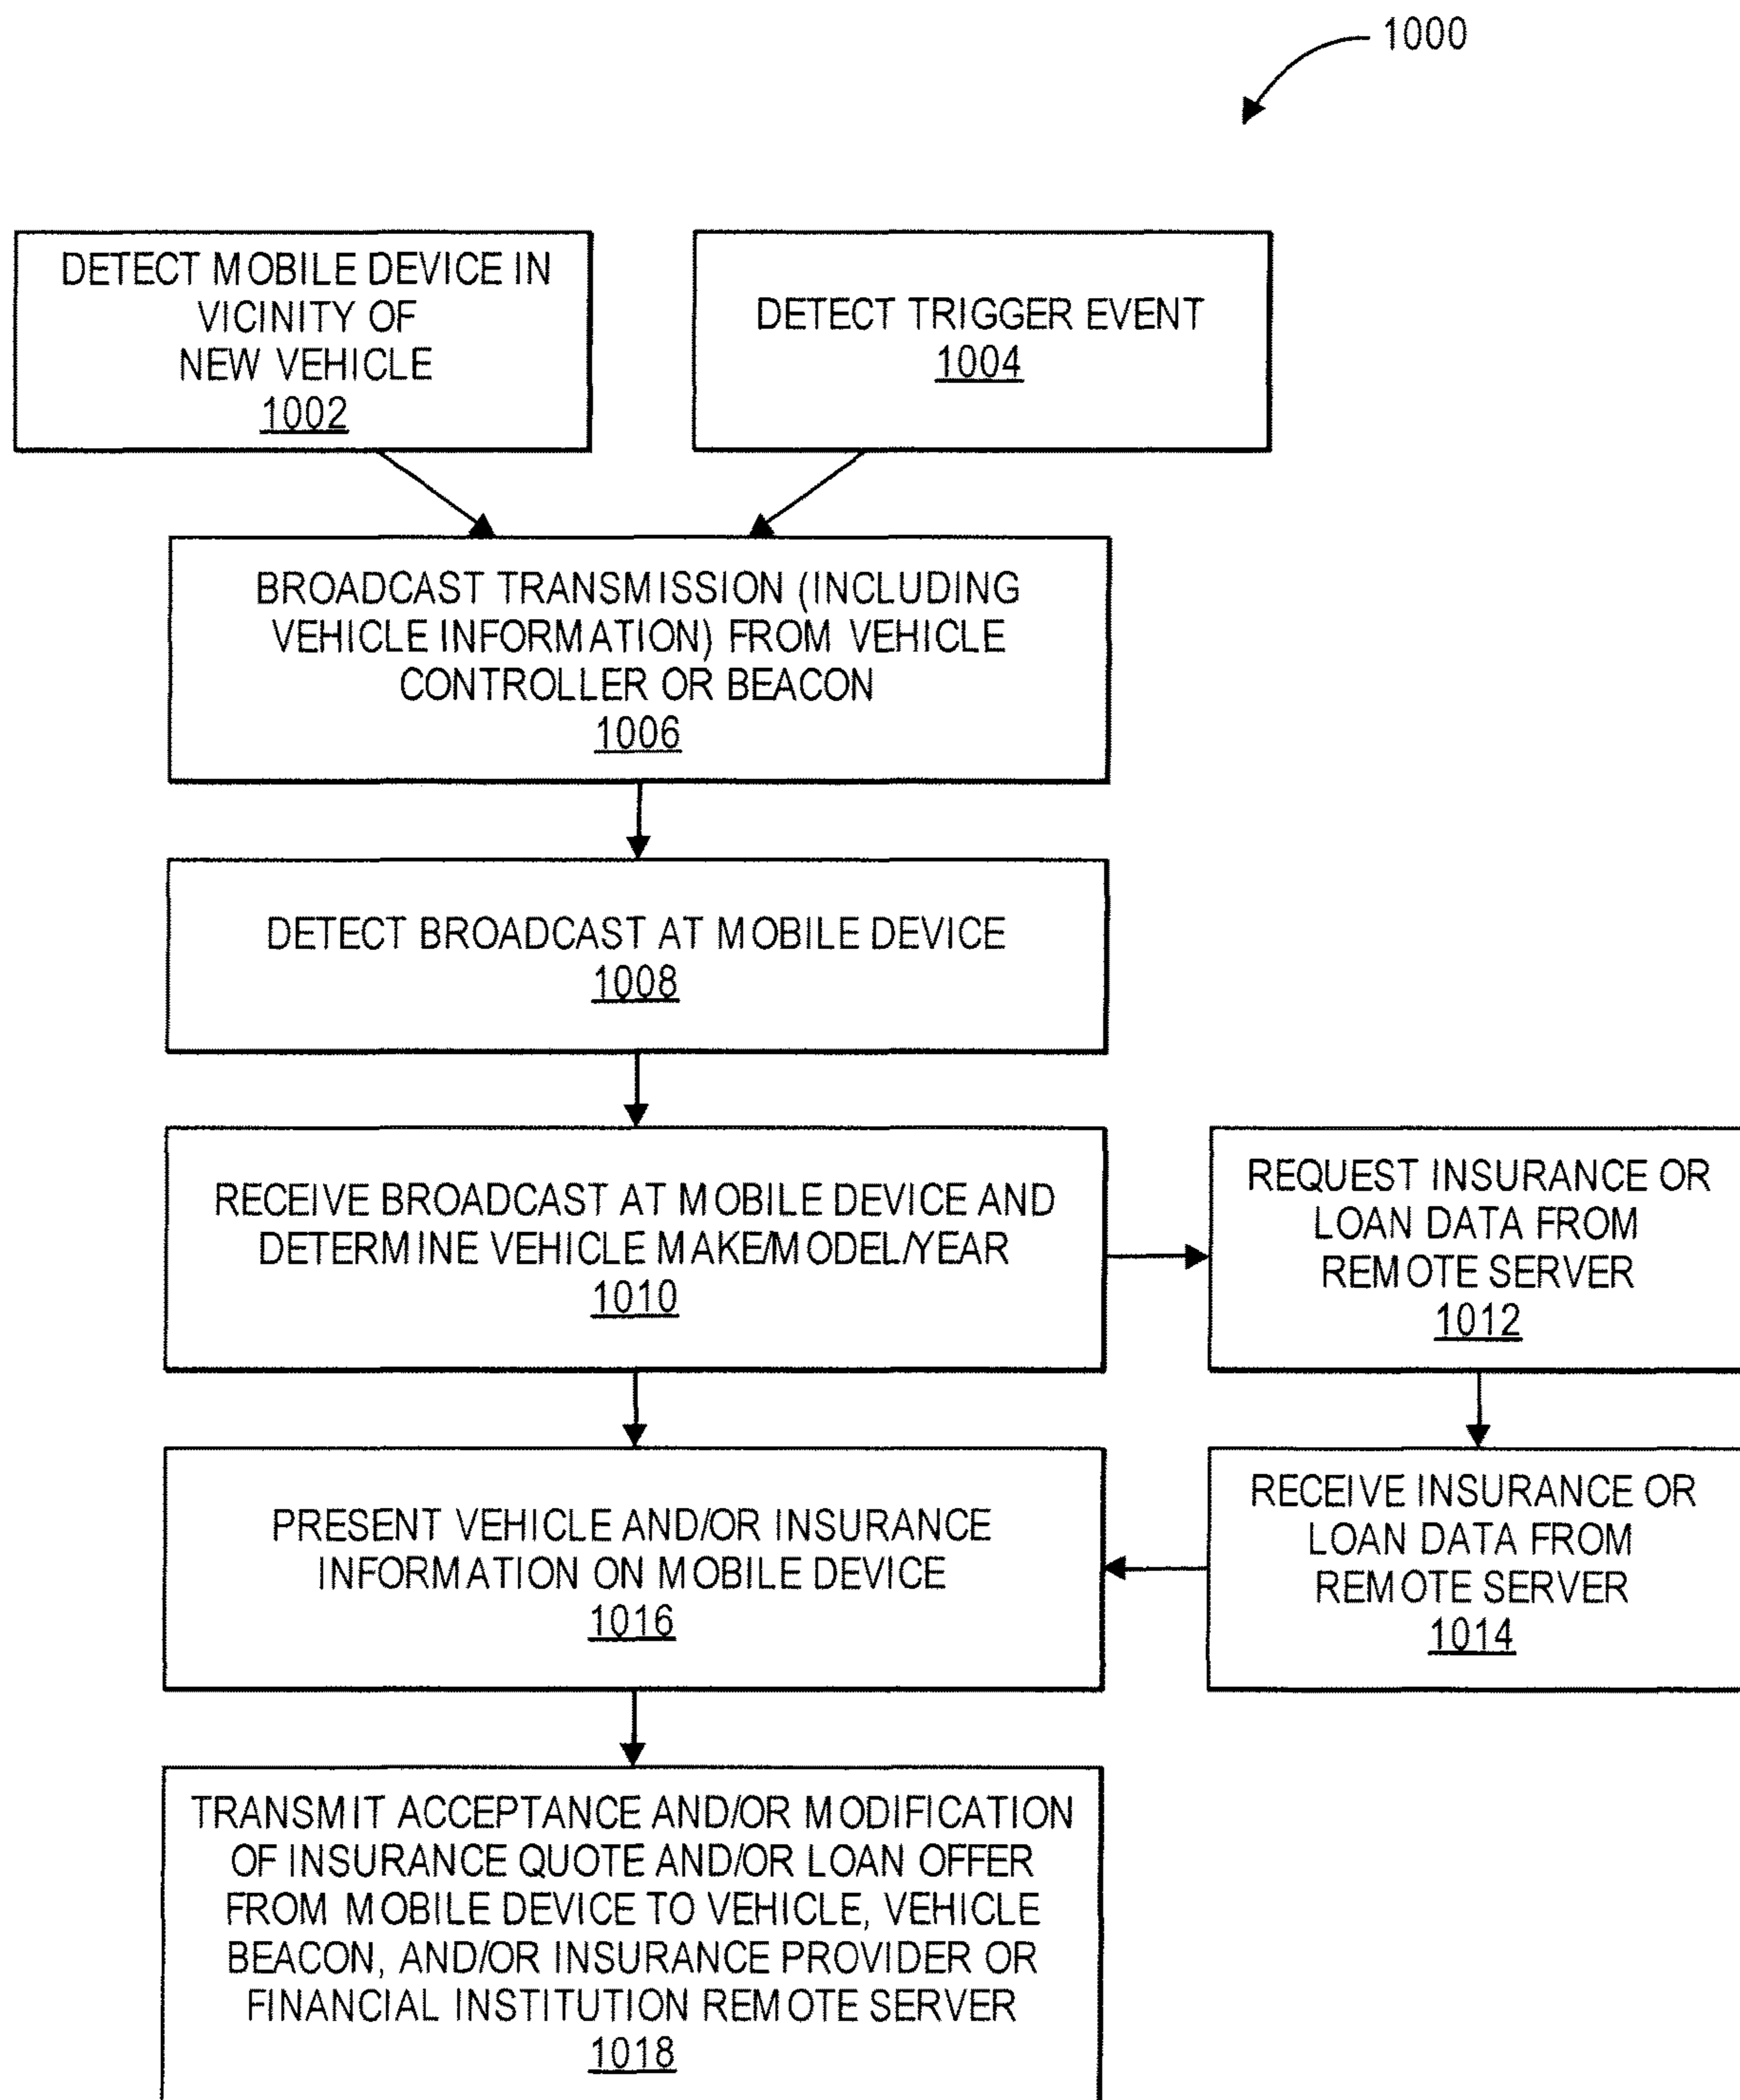 1000
DETECT MOBILE DEVICE IN
VICINITY OF
NEW VEHICLE
1002
DETECT TRIGGER EVENT
1004
BROADCAST TRANSMISSION (INCLUDING
VEHICLE INFORMATION) FROM VEHICLE
CONTROLLER OR BEACON
1006
DETECT BROADCAST AT MOBILE DEVICE
1008
RECEIVE BROADCAST AT MOBILE DEVICE AND
DETERMINE VEHICLE MAKE/MODEL/YEAR
1010
REQUEST INSURANCE OR
LOAN DATA FROM
REMOTE SERVER
1012
RECEIVE INSURANCE OR
LOAN DATA FROM
REMOTE SERVER
1014
PRESENT VEHICLE AND/OR INSURANCE
INFORMATION ON MOBILE DEVICE
1016
TRANSMIT ACCEPTANCE AND/OR MODIFICATION
OF INSURANCE QUOTE AND/OR LOAN OFFER
FROM MOBILE DEVICE TO VEHICLE, VEHICLE
BEACON, AND/OR INSURANCE PROVIDER OR
FINANCIAL INSTITUTION REMOTE SERVER
1018